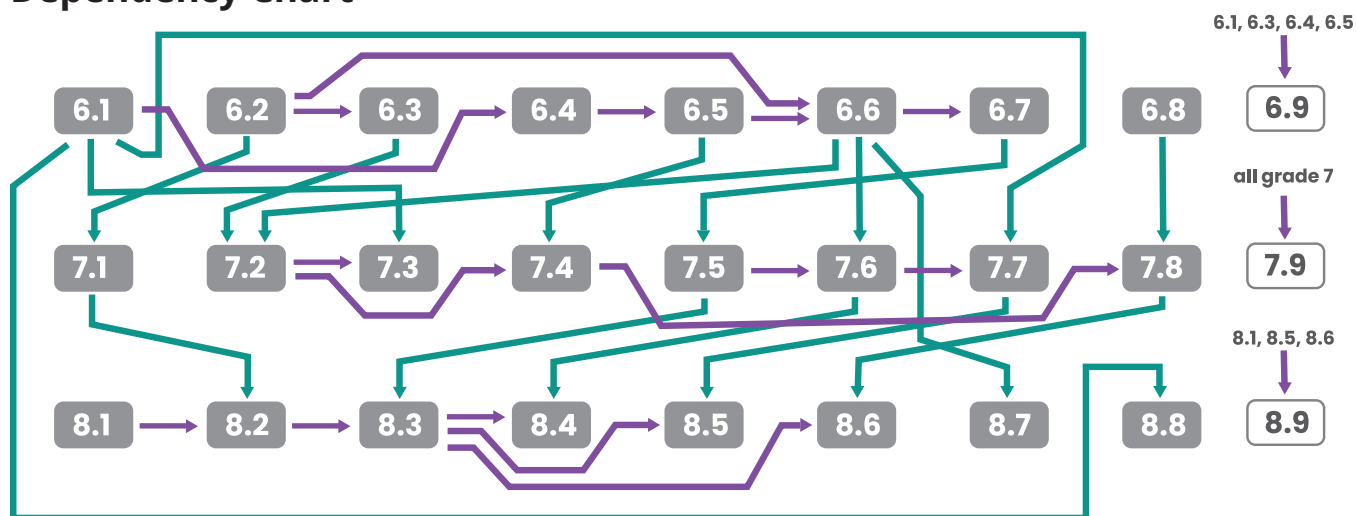 Dependency Chart
6.1, 6.3, 6.4, 6.5
6.1 6.2 6.3 6.4 6.5 6.6 6.7 6.8 6.9
all grade 7
7.1 7.2 7.3 7.4 7.5 7.6 7.7 7.8 7.9
8.1, 8.5, 8.6
8.1 8.2 8.3 8.4 8.5 8.6 8.7 8.8 8.9